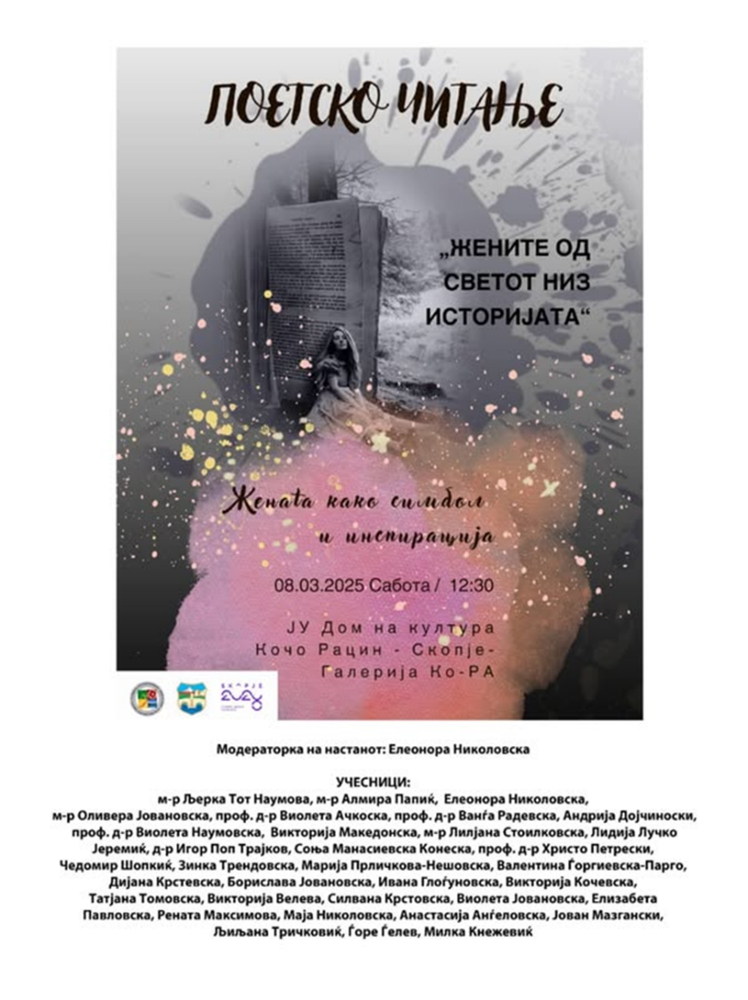 ПОЕТСКО ЧИТАЊЕ
„ЖЕНИТЕ ОД
СВЕТОТ НИЗ
ИСТОРИЈАТА“
Жената како симбол
и инспирација
08.03.2025 Сабота / 12:30
ЈУ Дом на култура
Кочо Рацин - Скопје-
Галерија Ко-РА
СКОПЈЕ
2028
Модераторка на настанот: Елеонора Николовска
УЧЕСНИЦИ:
м-р Љерка Тот Наумова, м-р Алмира Папиќ, Елеонора Николовска,
м-р Оливера Јовановска, проф. д-р Виолета Ачкоска, проф. д-р Ванѓа Радевска, Андрија Дојчиноски,
проф. д-р Виолета Наумовска, Викторија Македонска, м-р Лилјана Стоилковска, Лидија Лучко
Јеремиќ, д-р Игор Поп Трајков, Соња Манасиевска Конеска, проф. д-р Христо Петрески,
Чедомир Шопкиќ, Зинка Трендовска, Марија Прличкова-Нешовска, Валентина Ѓоргиевска-Парго,
Дијана Крстевска, Борислава Јовановска, Ивана Глоѓуновска, Викторија Кочевска,
Татјана Томовска, Викторија Велева, Силвана Крстовска, Виолета Јовановска, Елизабета
Павловска, Рената Максимова, Маја Николовска, Анастасија Анѓеловска, Јован Мазгански,
Љиљана Тричковиќ, Ѓоре Ѓелев, Милка Кнежевиќ